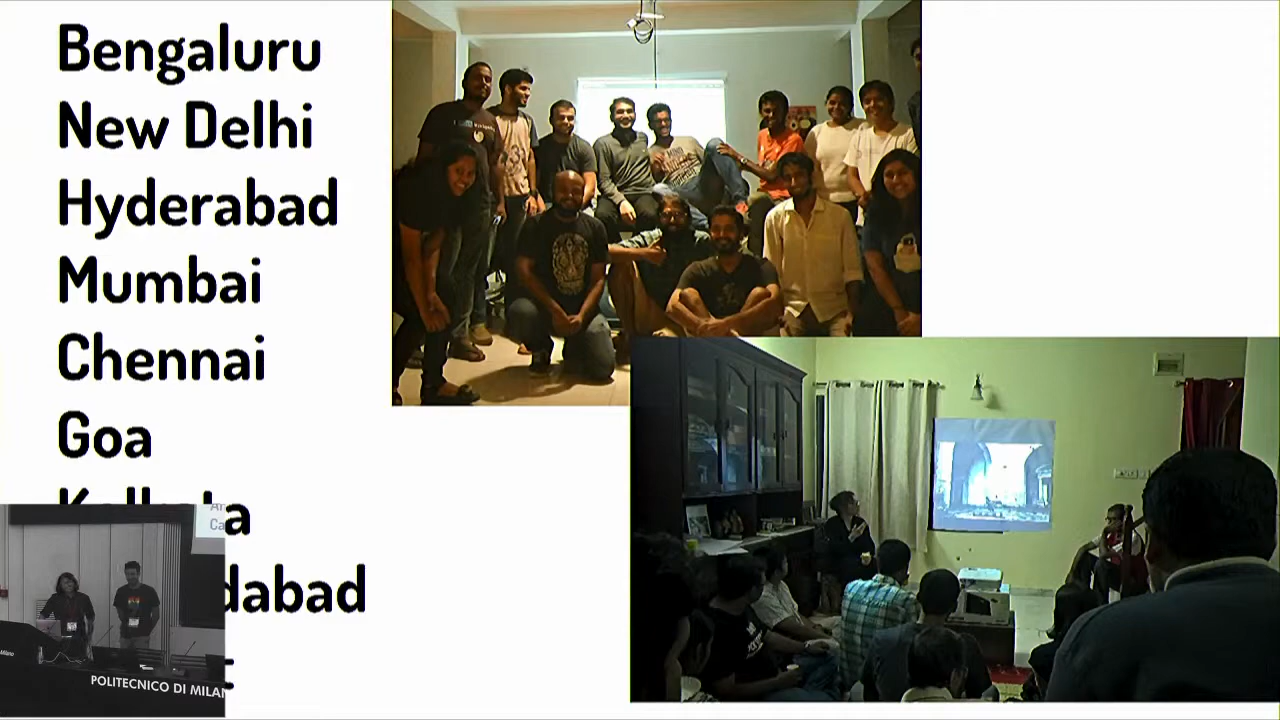 Bengaluru
New Delhi
Hyderabad
Mumbai
Chennai
Goa
POLITECNICO DI MILAN